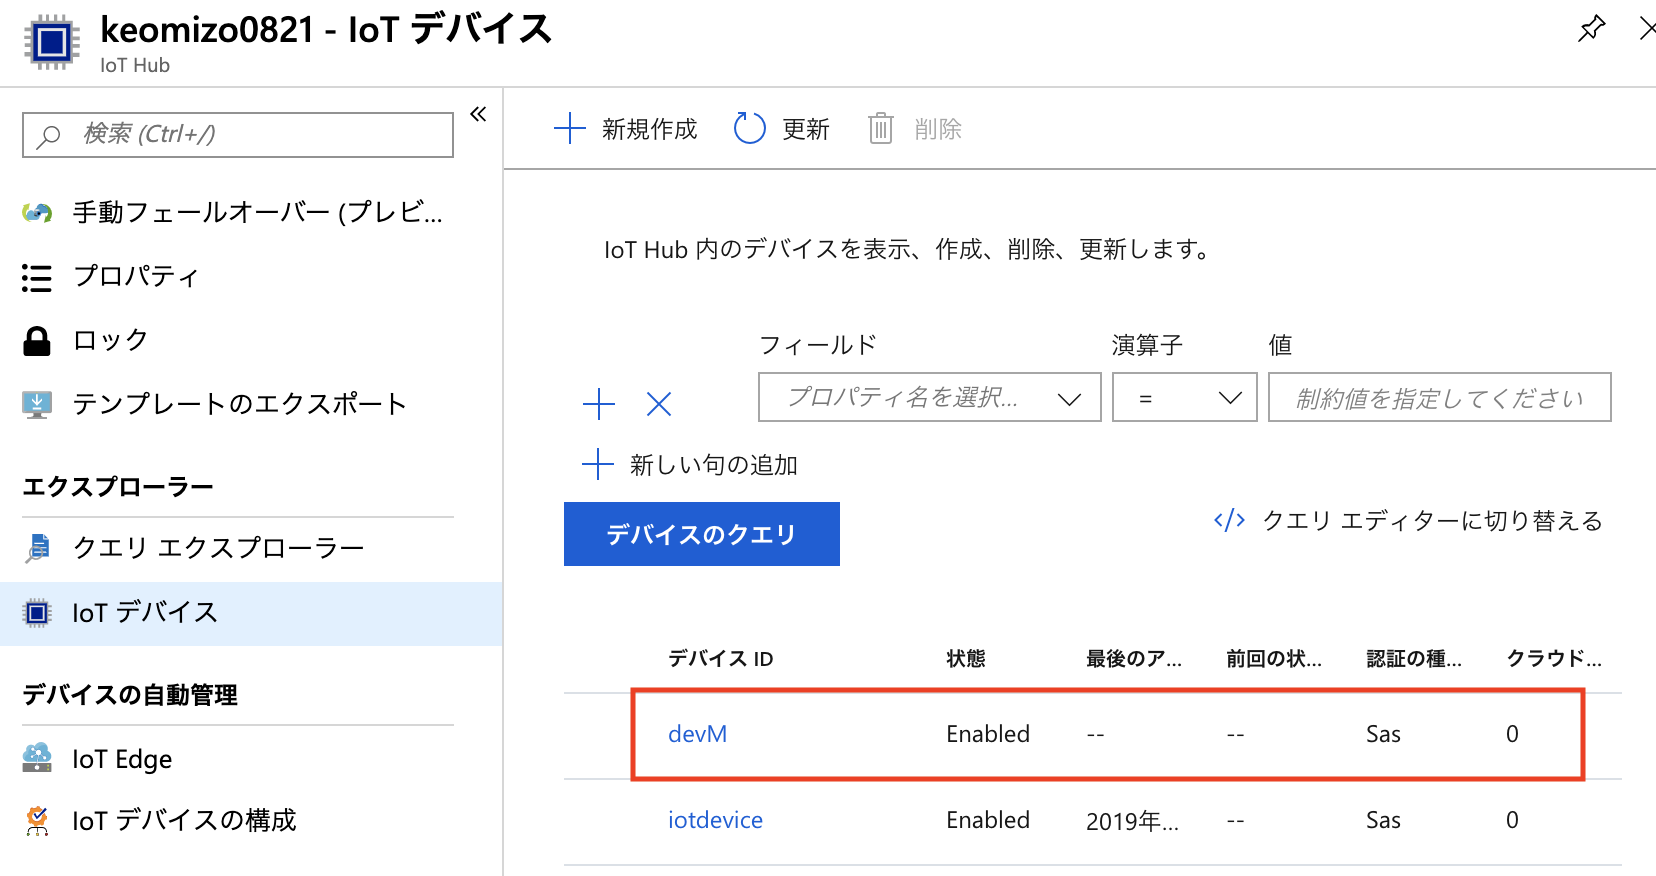 keomizo0821 - IoT デバイス
IoT Hub
検索 (Ctrl+/)
«
手動フェールオーバー (プレビ...
プロパティ
ロック
テンプレートのエクスポート
エクスプローラー
クエリ エクスプローラー
IoT デバイス
デバイスの自動管理
IoT Edge
IoT デバイスの構成
新規作成 更新 削除
IoT Hub 内のデバイスを表示、作成、削除、更新します。
フィールド 演算子 値
プロパティ名を選択... = 制約値を指定してください
新しい句の追加
デバイスのクエリ
</> クエリ エディターに切り替える
デバイス ID 状態 最後のア... 前回の状... 認証の種... クラウド...
devM Enabled -- -- Sas 0
iotdevice Enabled 2019年... -- Sas 0